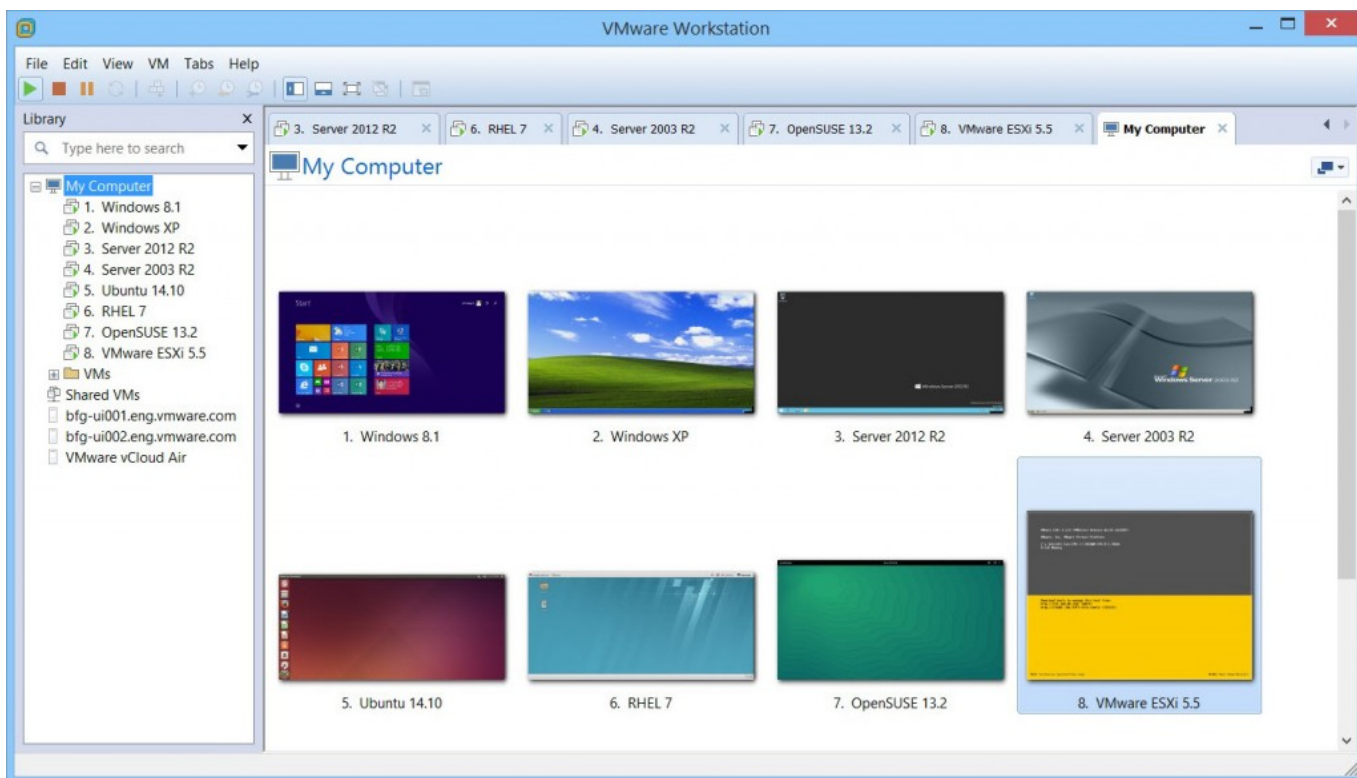 VMware Workstation
File Edit View VM Tabs Help
Library X
Type here to search
My Computer
1. Windows 8.1
2. Windows XP
3. Server 2012 R2
4. Server 2003 R2
5. Ubuntu 14.10
6. RHEL 7
7. OpenSUSE 13.2
8. VMware ESXi 5.5
VMs
Shared VMs
bfg-ui001.eng.vmware.com
bfg-ui002.eng.vmware.com
VMware vCloud Air
3. Server 2012 R2 6. RHEL 7 4. Server 2003 R2 7. OpenSUSE 13.2 8. VMware ESXi 5.5 My Computer
My Computer
Start
Windows Server 2003 R2
1. Windows 8.1 2. Windows XP 3. Server 2012 R2 4. Server 2003 R2
5. Ubuntu 14.10 6. RHEL 7 7. OpenSUSE 13.2 8. VMware ESXi 5.5